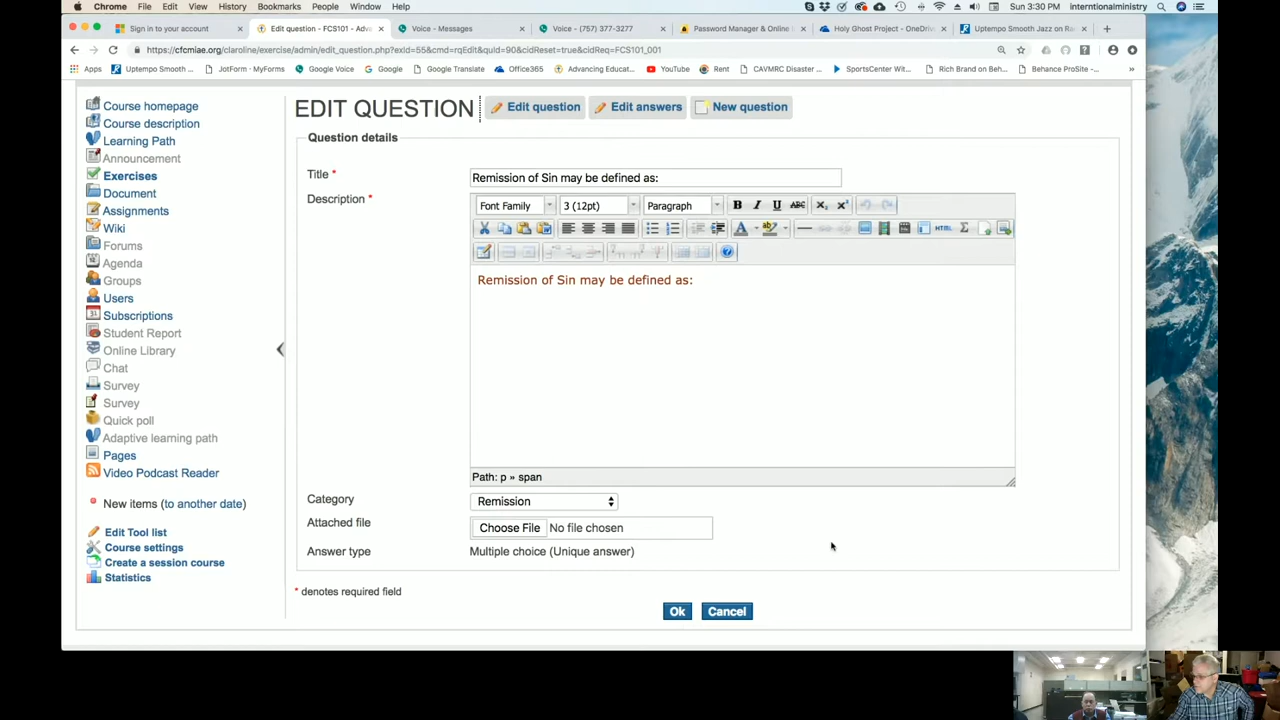 Chrome File Edit View History Bookmarks People Window Help Sun 3:30 PM interntionalministry
Sign in to your account Edit question - FCS101 - Adva Voice - Messages Voice - (757) 377-3277 Password Manager & Online Holy Ghost Project - OneDriv Uptempo Smooth Jazz on Ra
https://cfcmiae.org/claroline/exercise/admin/edit_question.php?exId=55&cmd=rqEdit&quId=90&cidReset=true&cidReq=FCS101_001
Apps Uptempo Smooth ... JotForm · MyForms Google Voice Google Google Translate Office365 Advancing Educat... YouTube Rent CAVMRC Disaster ... SportsCenter Wit... Rich Brand on Beh... Behance ProSite -... »
Course homepage
Course description
Learning Path
Announcement
Exercises
Document
Assignments
Wiki
Forums
Agenda
Groups
Users
Subscriptions
Student Report
Online Library
Chat
Survey
Survey
Quick poll
Adaptive learning path
Pages
Video Podcast Reader
New items (to another date)
Edit Tool list
Course settings
Create a session course
Statistics
EDIT QUESTION Edit question Edit answers New question
Question details
Title * Remission of Sin may be defined as:
Description *
Font Family 3 (12pt) Paragraph B I U ABC X₂ X²
A ab HTML Σ
Remission of Sin may be defined as:
Path: p » span
Category Remission
Attached file Choose File No file chosen
Answer type Multiple choice (Unique answer)
* denotes required field
Ok Cancel